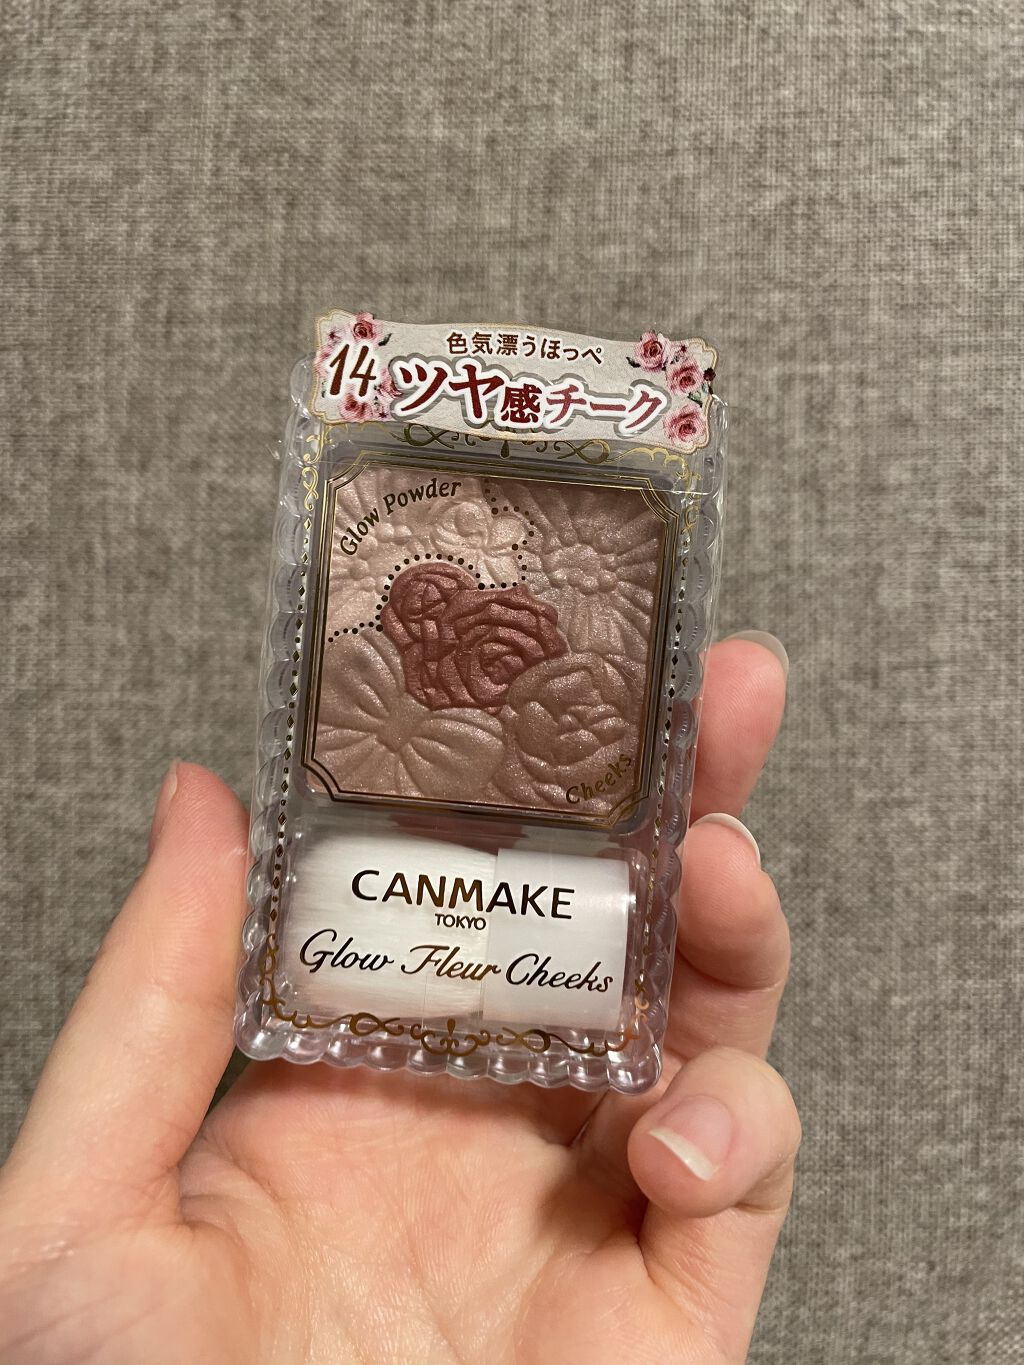 色気漂うほっぺ
14
ツヤ感チーク
Glow Powder
Cheeks
CANMAKE
TOKYO
Glow Fleur Cheeks